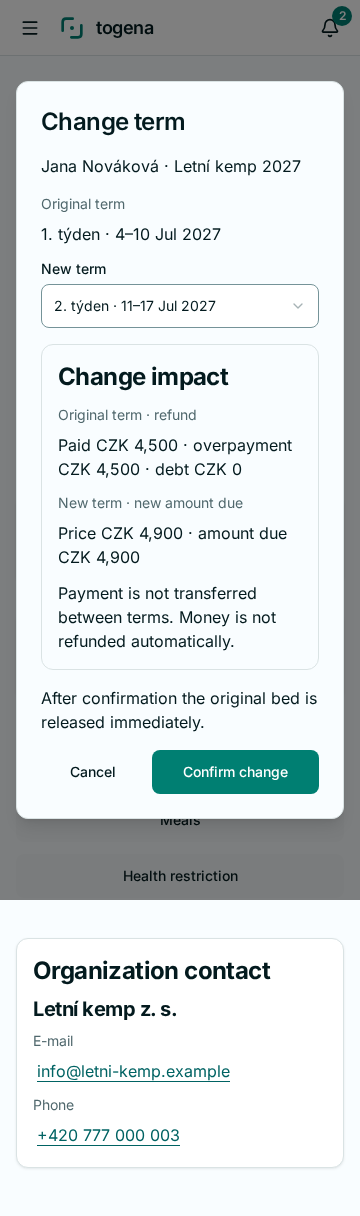 togena
2
Change term
Jana Nováková · Letní kemp 2027
Original term
1. týden · 4–10 Jul 2027
New term
2. týden · 11–17 Jul 2027
Change impact
Original term · refund
Paid CZK 4,500 · overpayment
CZK 4,500 · debt CZK 0
New term · new amount due
Price CZK 4,900 · amount due
CZK 4,900
Payment is not transferred
between terms. Money is not
refunded automatically.
After confirmation the original bed is
released immediately.
Cancel
Confirm change
Meals
Health restriction
Organization contact
Letní kemp z. s.
E-mail
info@letni-kemp.example
Phone
+420 777 000 003